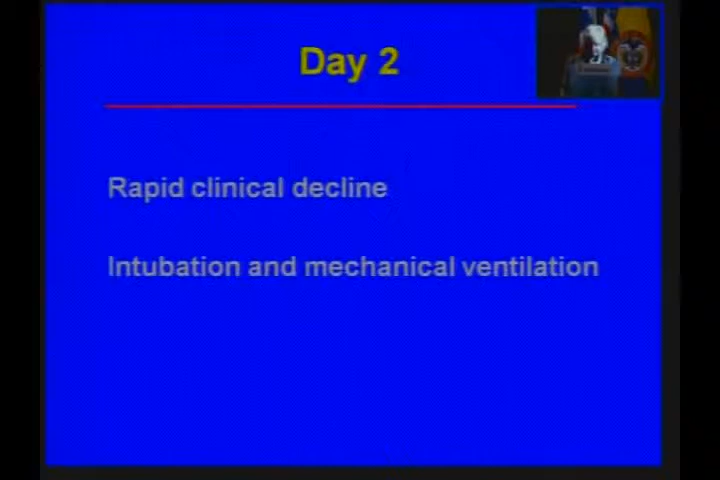 Day 2
Rapid clinical decline
Intubation and mechanical ventilation